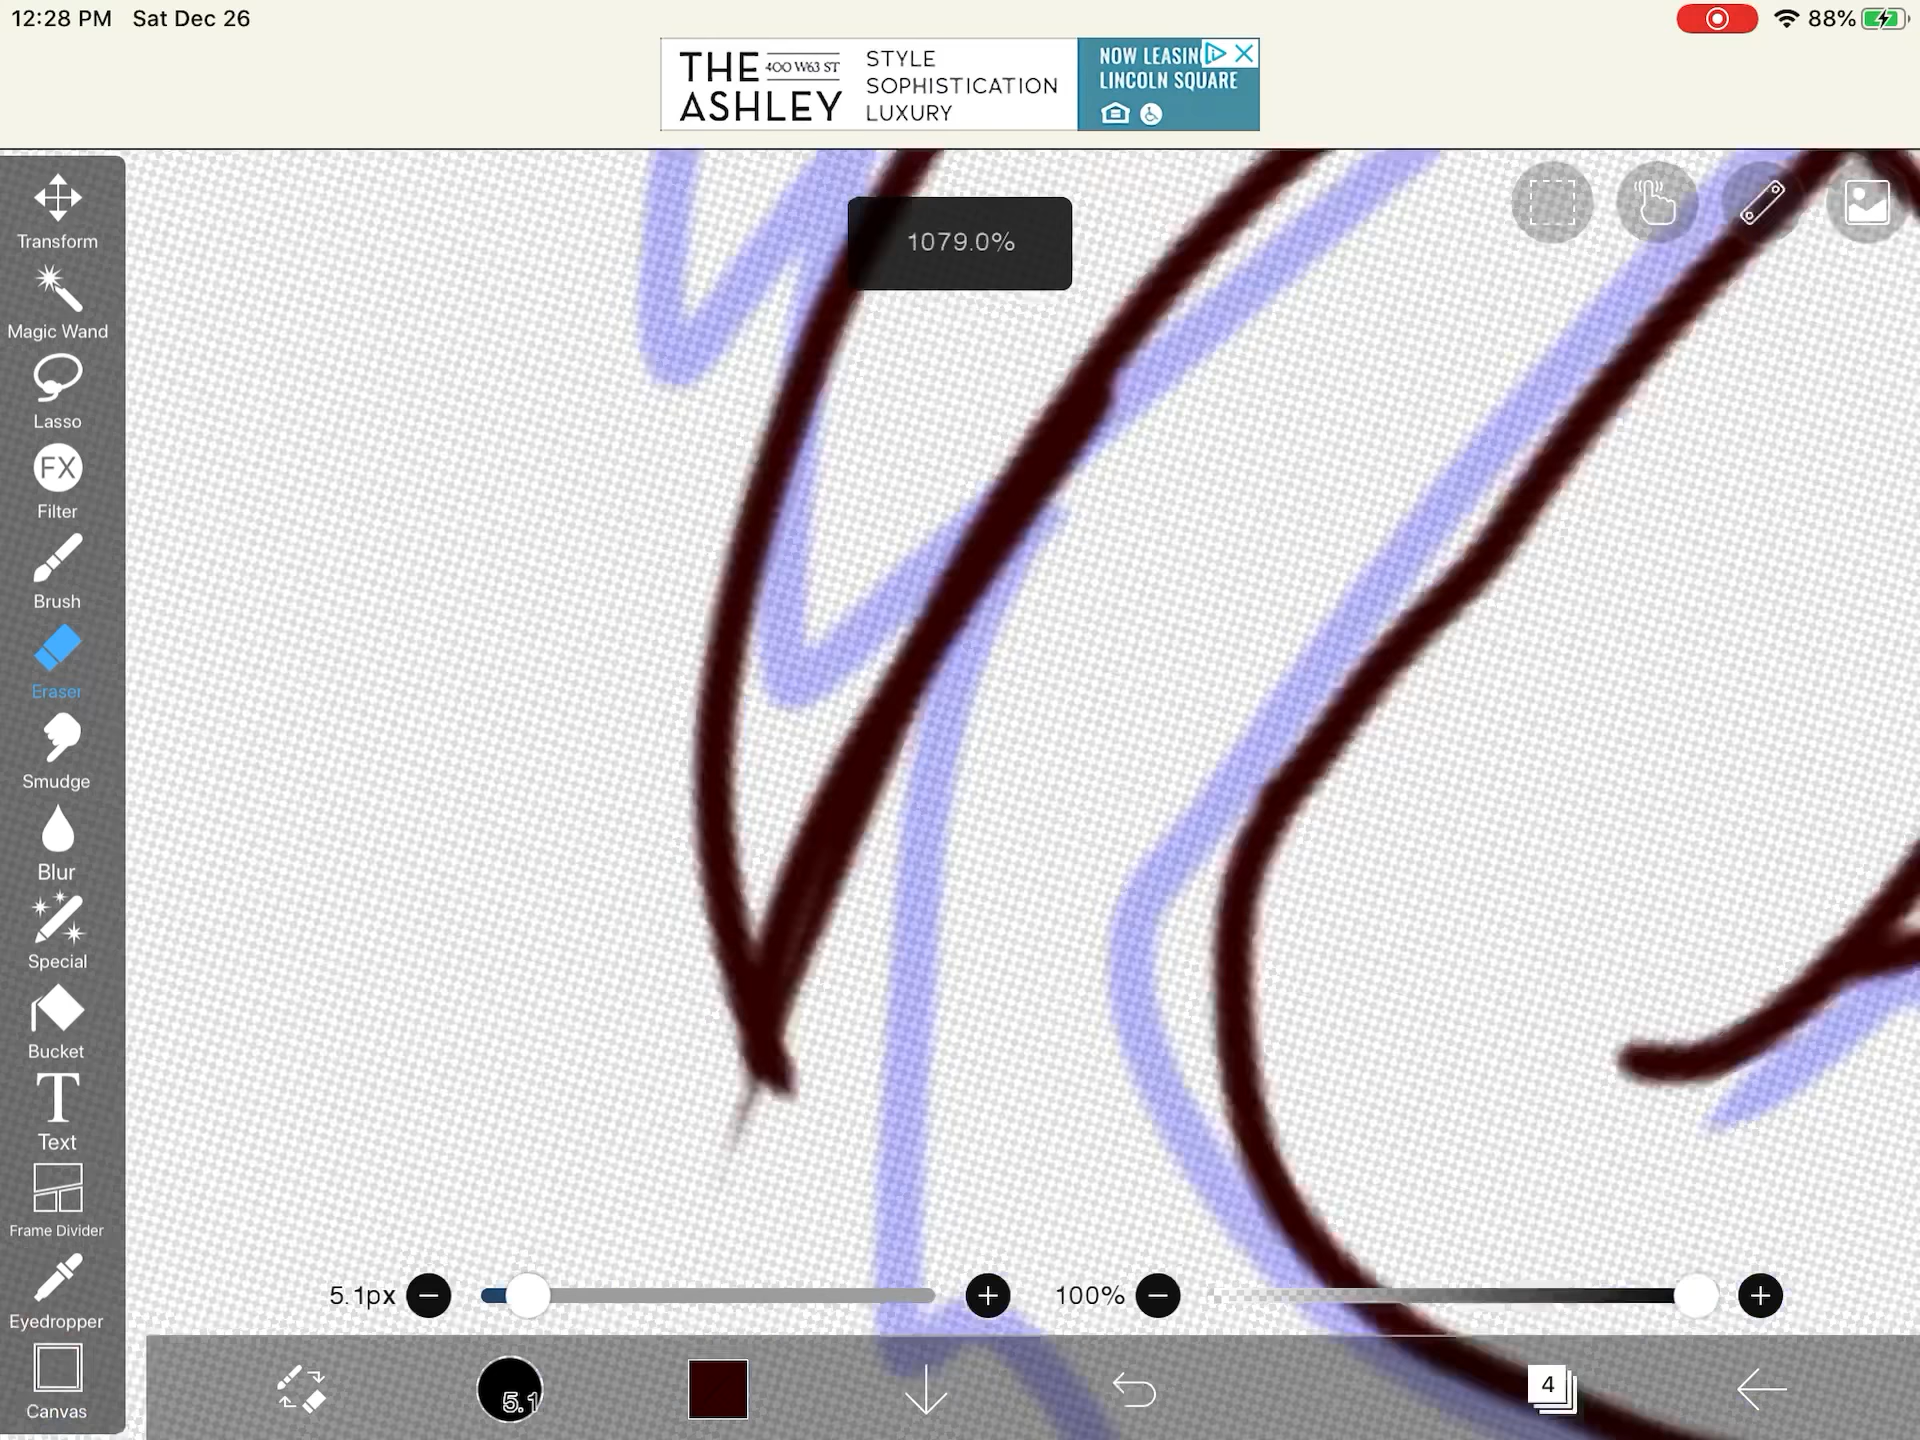 12:28 PM Sat Dec 26
88%
THE 400 W63 ST
ASHLEY
STYLE
SOPHISTICATION
LUXURY
NOW LEASIN
LINCOLN SQUARE
1079.0%
Transform
Magic Wand
Lasso
FX
Filter
Brush
Eraser
Smudge
Blur
Special
Bucket
T
Text
Frame Divider
Eyedropper
Canvas
5.1px
100%
5.1
4